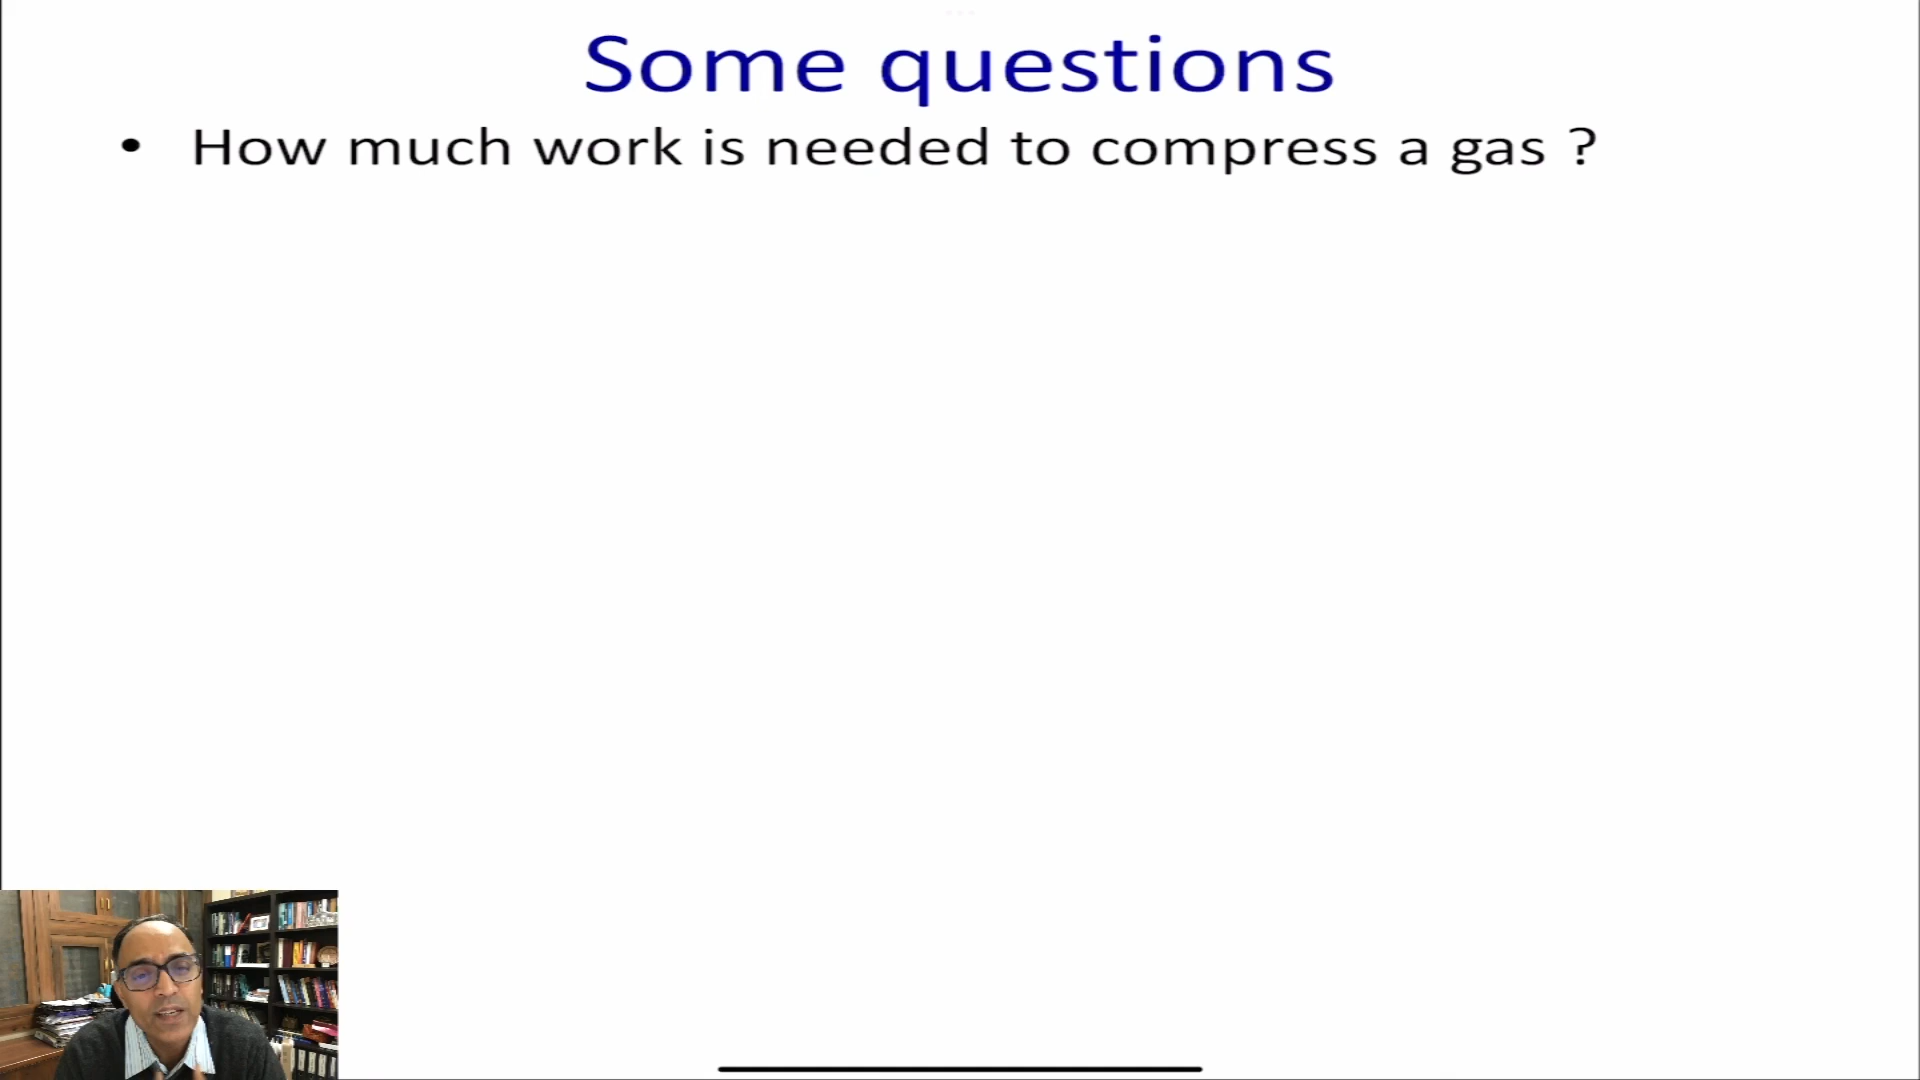 Some questions
• How much work is needed to compress a gas ?